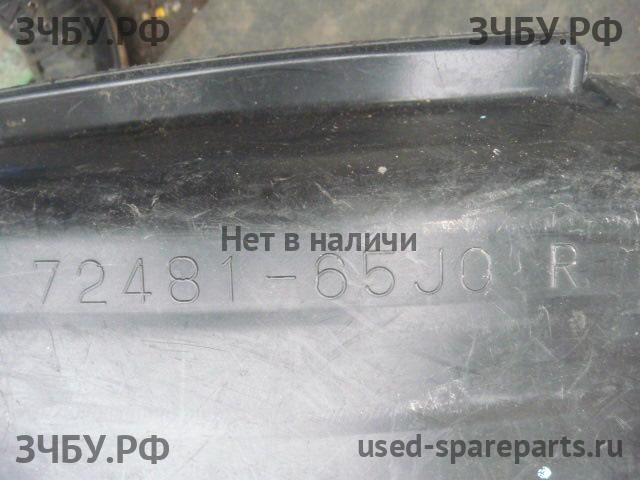 ЗЧБУ.РФ ЗЧБУ.РФ
Нет в наличи
72481-65J0 R
ЗЧБУ.РФ used-spareparts.ru